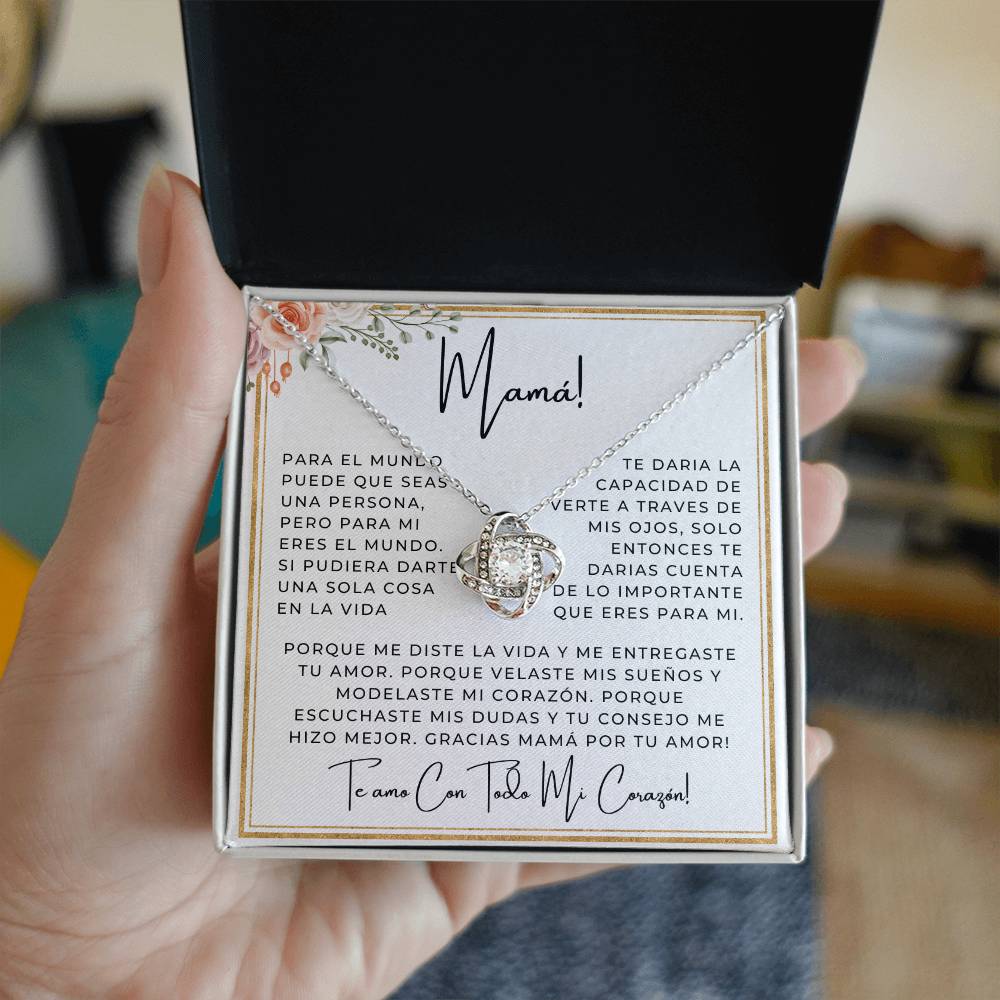 Mamá!
PARA EL MUNDO
PUEDE QUE SEAS
UNA PERSONA,
PERO PARA MI
ERES EL MUNDO.
SI PUDIERA DARTE
UNA SOLA COSA
EN LA VIDA
TE DARIA LA
CAPACIDAD DE
VERTE A TRAVES DE
MIS OJOS, SOLO
ENTONCES TE
DARIAS CUENTA
DE LO IMPORTANTE
QUE ERES PARA MI.
PORQUE ME DISTE LA VIDA Y ME ENTREGASTE
TU AMOR. PORQUE VELASTE MIS SUEÑOS Y
MODELASTE MI CORAZÓN. PORQUE
ESCUCHASTE MIS DUDAS Y TU CONSEJO ME
HIZO MEJOR. GRACIAS MAMÁ POR TU AMOR!
Te amo Con Todo Mi Corazón!